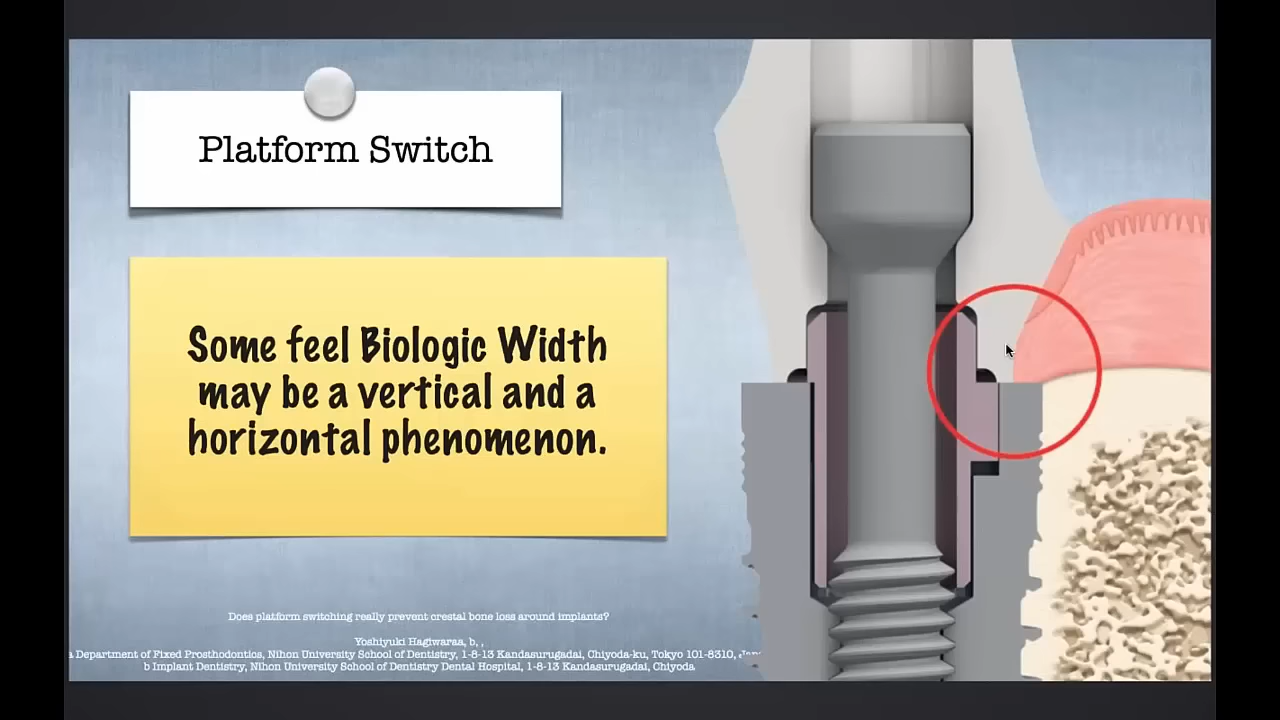 Platform Switch
Some feel Biologic Width
may be a vertical and a
horizontal phenomenon.
Does platform switching really prevent crestal bone loss around implants?
Yoshiyuki Hagiwaraa, b, ,
a Department of Fixed Prosthodontics, Nihon University School of Dentistry, 1-8-13 Kandasurugadai, Chiyoda-ku, Tokyo 101-8310,
b Implant Dentistry, Nihon University School of Dentistry Dental Hospital, 1-8-13 Kandasurugadai, Chiyoda